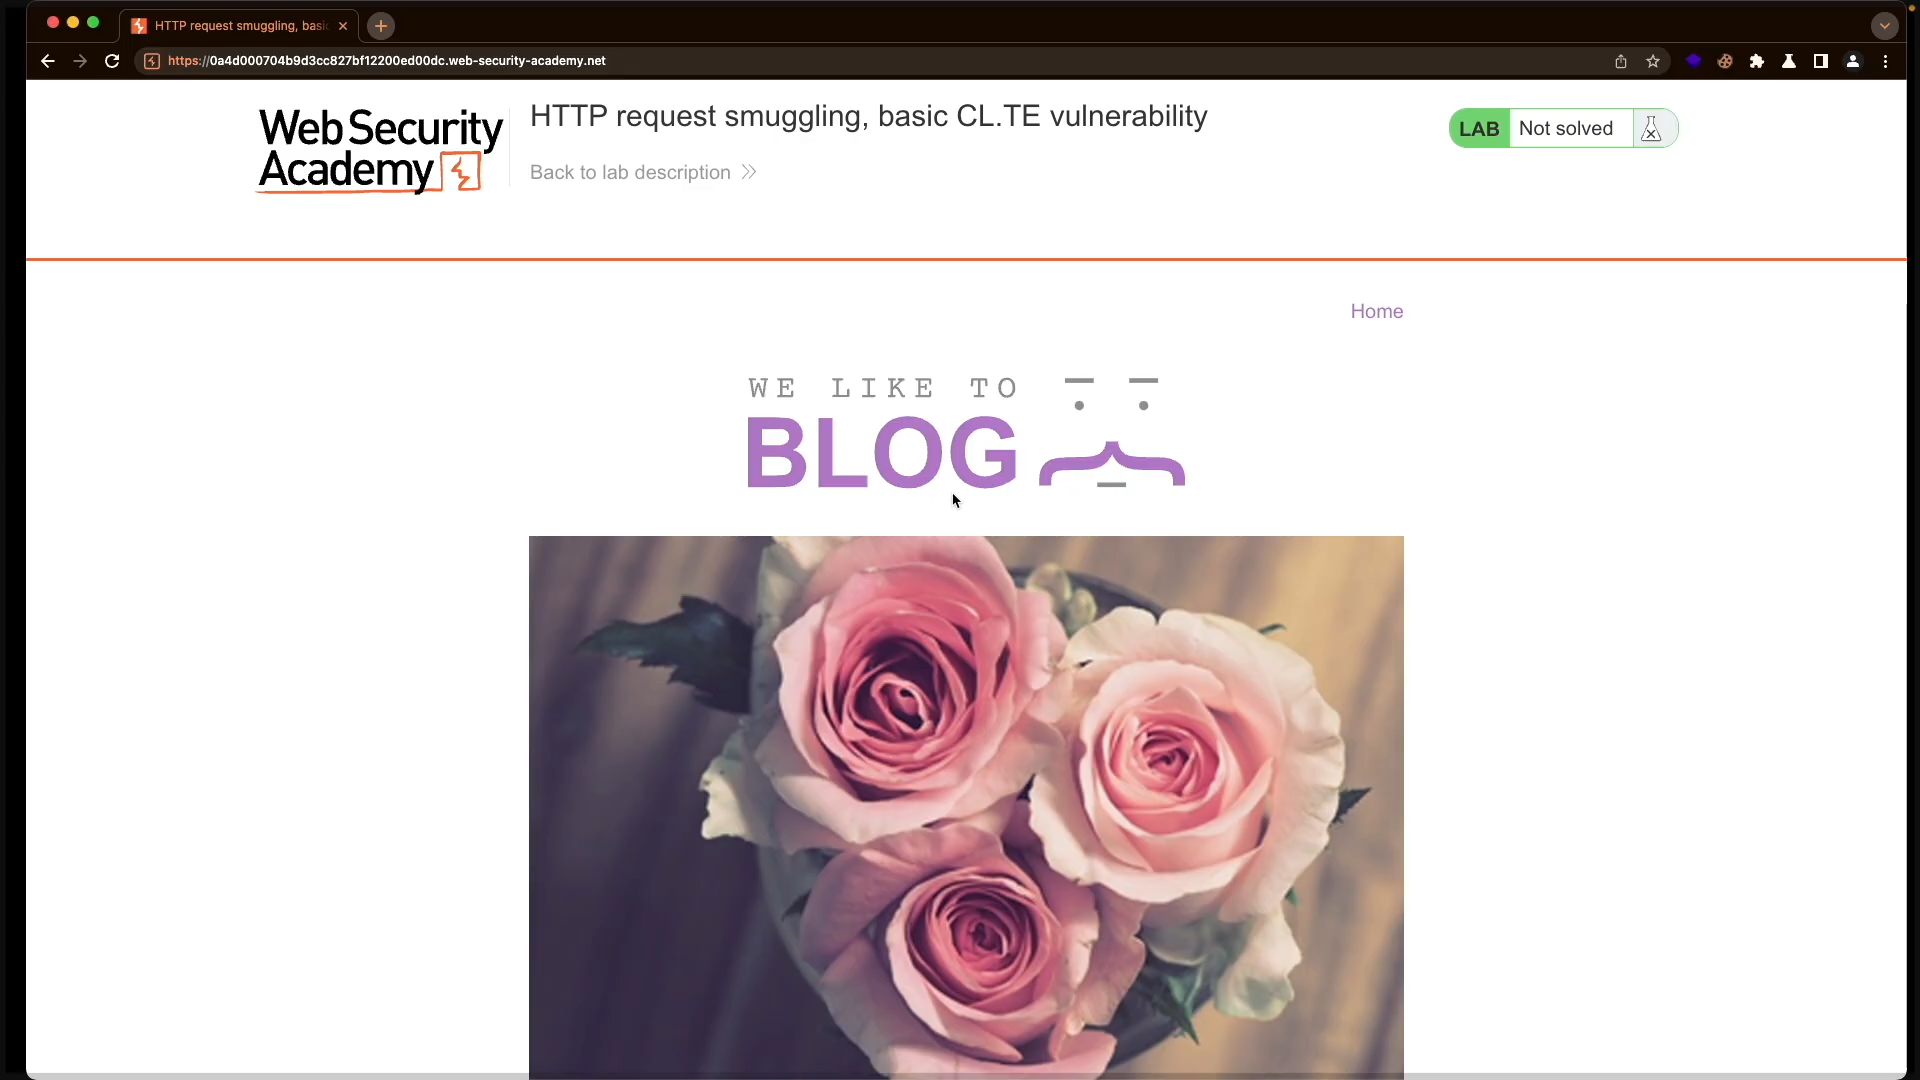 HTTP request smuggling, basic
https://0a4d000704b9d3cc827bf12200ed00dc.web-security-academy.net
Web Security
Academy
HTTP request smuggling, basic CL.TE vulnerability
Back to lab description
LAB Not solved
Home
WE LIKE TO
BLOG